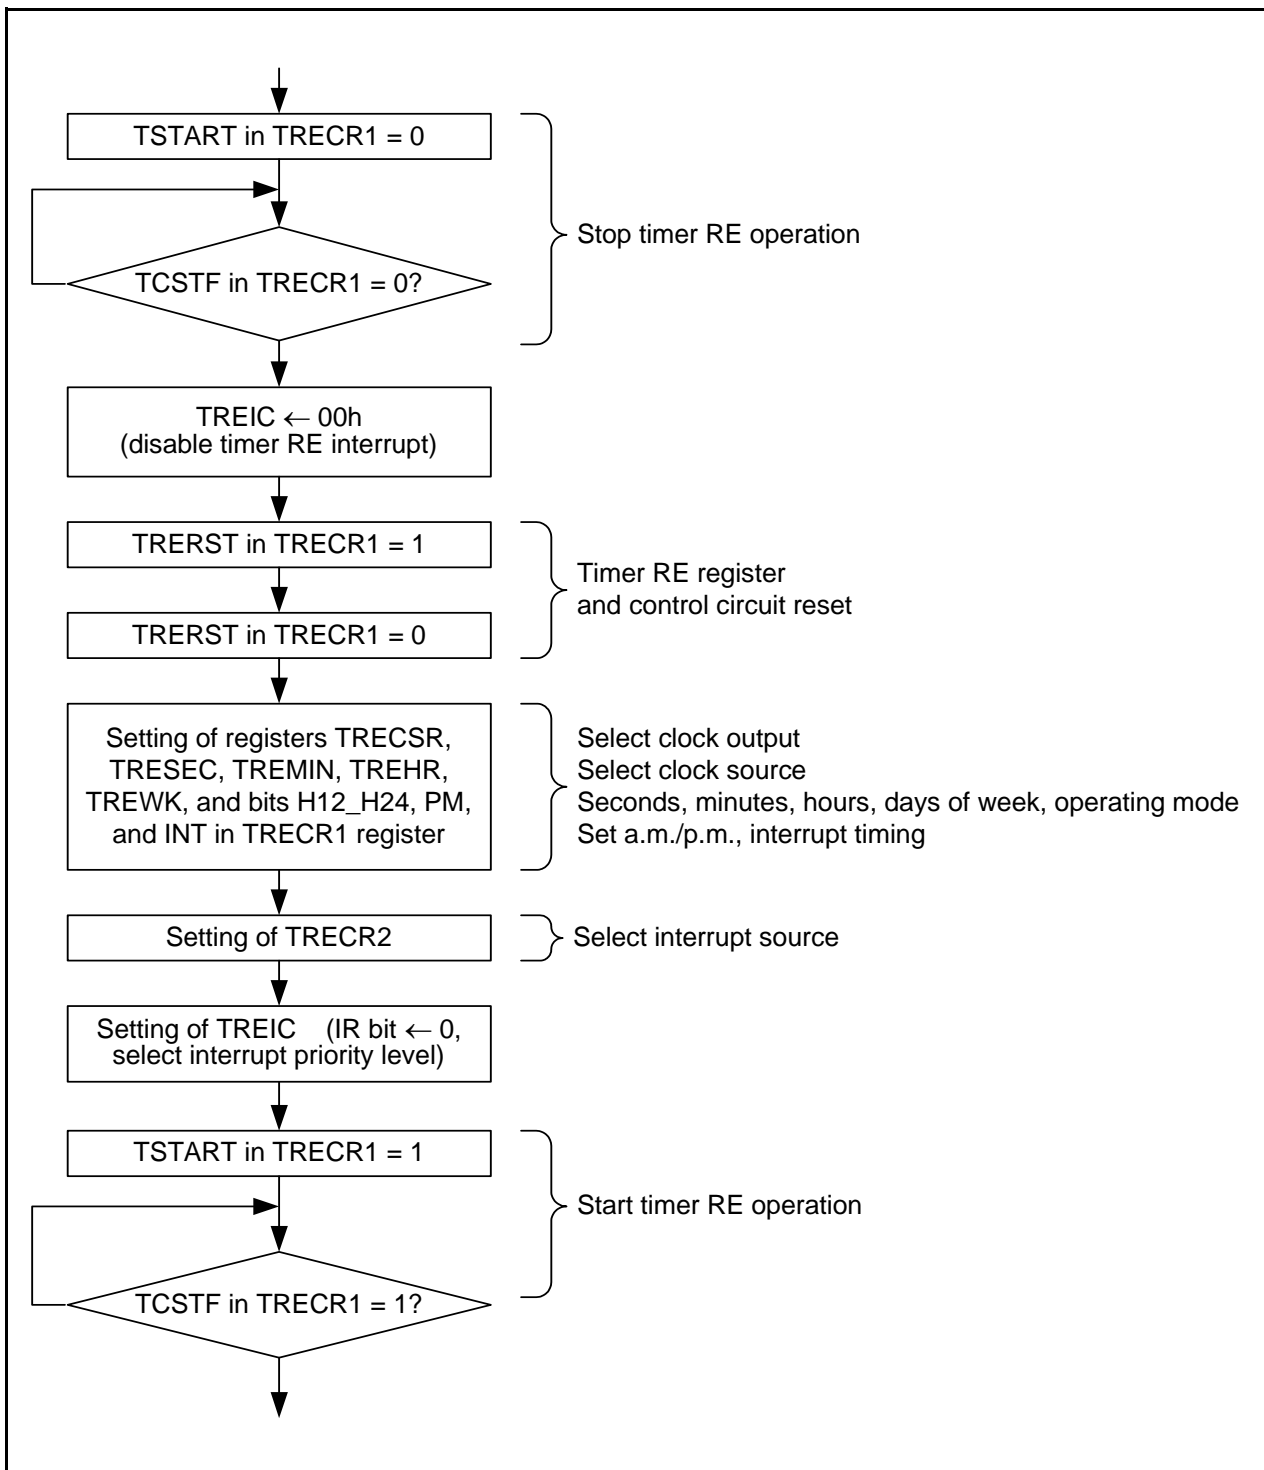 TSTART in TRECR1 = 0
Stop timer RE operation
TCSTF in TRECR1 = 0?
TREIC ← 00h
(disable timer RE interrupt)
TRERST in TRECR1 = 1
Timer RE register
and control circuit reset
TRERST in TRECR1 = 0
Setting of registers TRECSR,
TRESEC, TREMIN, TREHR,
TREWK, and bits H12_H24, PM,
and INT in TRECR1 register
Select clock output
Select clock source
Seconds, minutes, hours, days of week, operating mode
Set a.m./p.m., interrupt timing
Setting of TRECR2
Select interrupt source
Setting of TREIC (IR bit ← 0,
select interrupt priority level)
TSTART in TRECR1 = 1
Start timer RE operation
TCSTF in TRECR1 = 1?